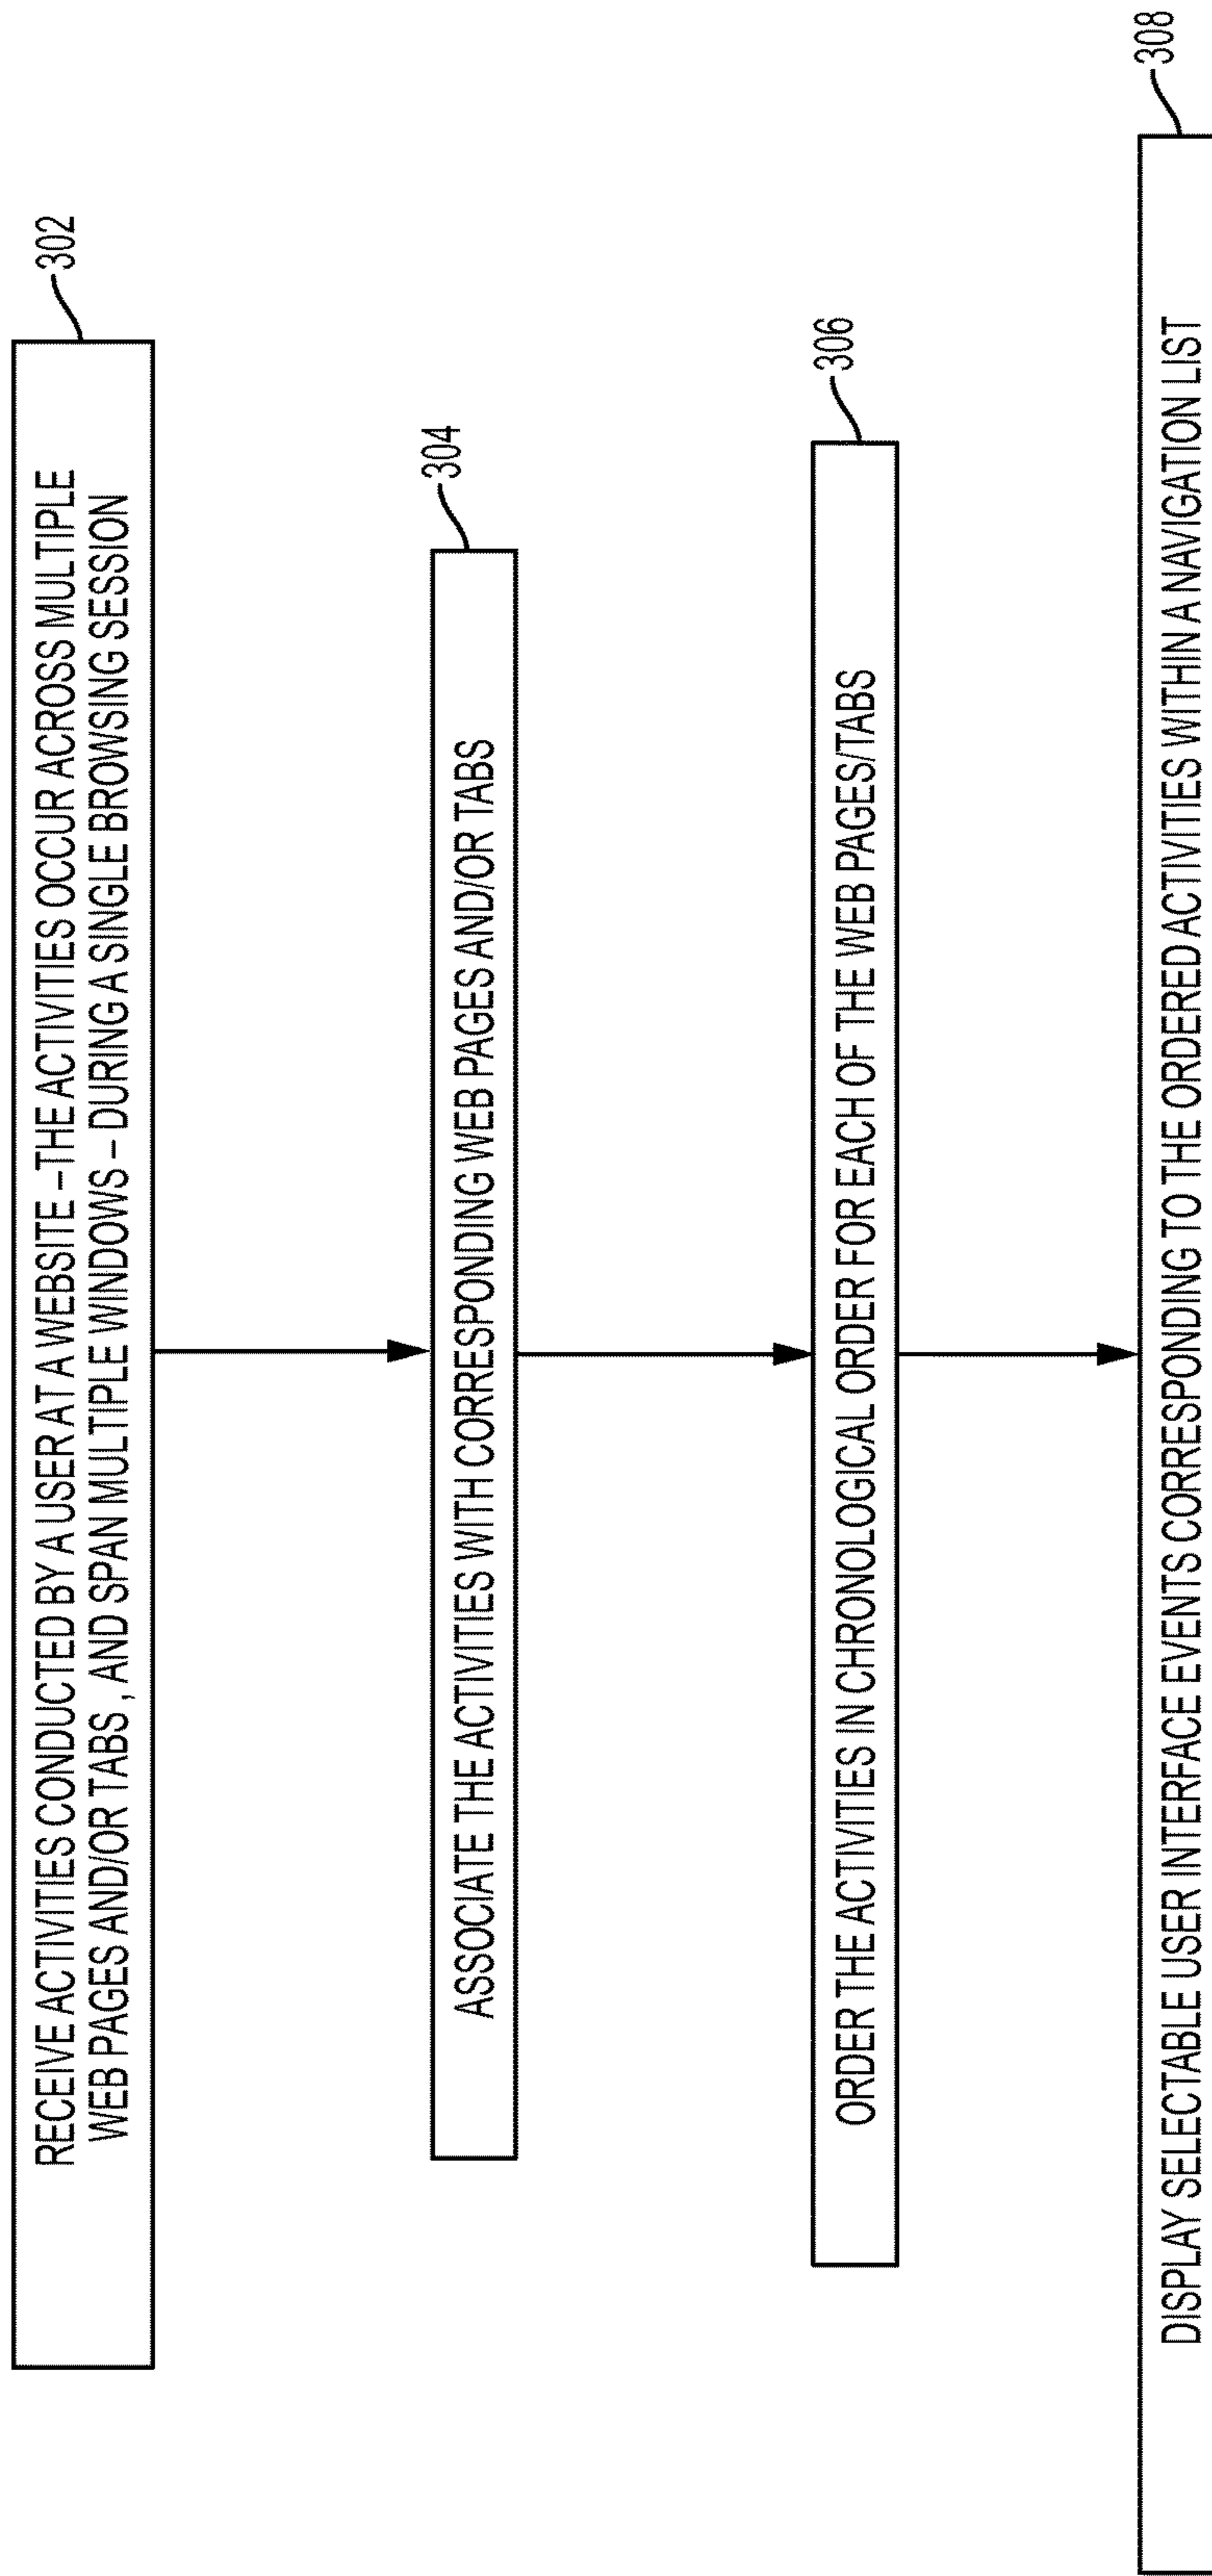 302
RECEIVE ACTIVITIES CONDUCTED BY A USER AT A WEBSITE –THE ACTIVITIES OCCUR ACROSS MULTIPLE
WEB PAGES AND/OR TABS , AND SPAN MULTIPLE WINDOWS – DURING A SINGLE BROWSING SESSION
304
ASSOCIATE THE ACTIVITIES WITH CORRESPONDING WEB PAGES AND/OR TABS
306
ORDER THE ACTIVITIES IN CHRONOLOGICAL ORDER FOR EACH OF THE WEB PAGES/TABS
308
DISPLAY SELECTABLE USER INTERFACE EVENTS CORRESPONDING TO THE ORDERED ACTIVITIES WITHIN A NAVIGATION LIST